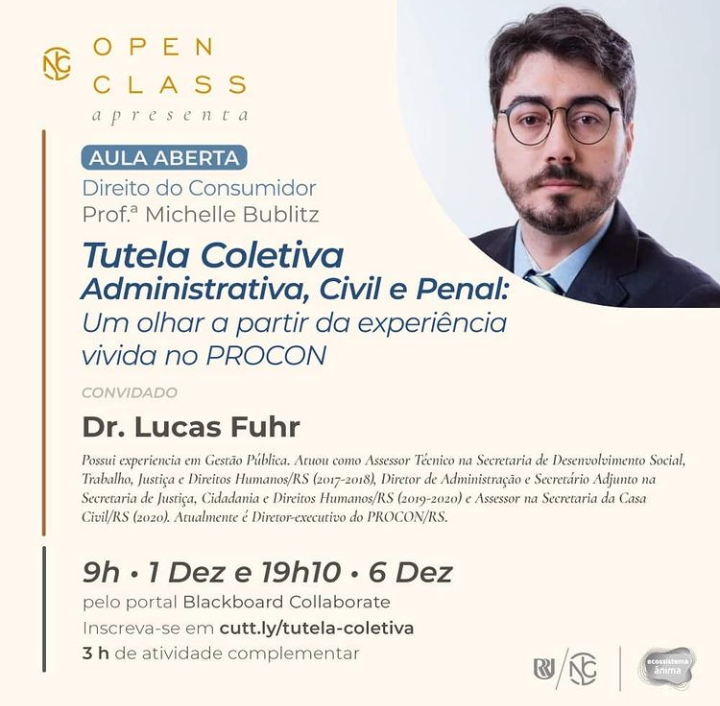 OPEN
CLASS
apresenta
AULA ABERTA
Direito do Consumidor
Prof.ª Michelle Bublitz
Tutela Coletiva
Administrativa, Civil e Penal:
Um olhar a partir da experiência
vivida no PROCON
CONVIDADO
Dr. Lucas Fuhr
Possui experiencia em Gestão Pública. Atuou como Assessor Técnico na Secretaria de Desenvolvimento Social,
Trabalho, Justiça e Direitos Humanos/RS (2017-2018), Diretor de Administração e Secretário Adjunto na
Secretaria de Justiça, Cidadania e Direitos Humanos/RS (2019-2020) e Assessor na Secretaria da Casa
Civil/RS (2020). Atualmente é Diretor-executivo do PROCON/RS.
9h • 1 Dez e 19h10 • 6 Dez
pelo portal Blackboard Collaborate
Inscreva-se em cutt.ly/tutela-coletiva
3 h de atividade complementar
ecossistema
ânima